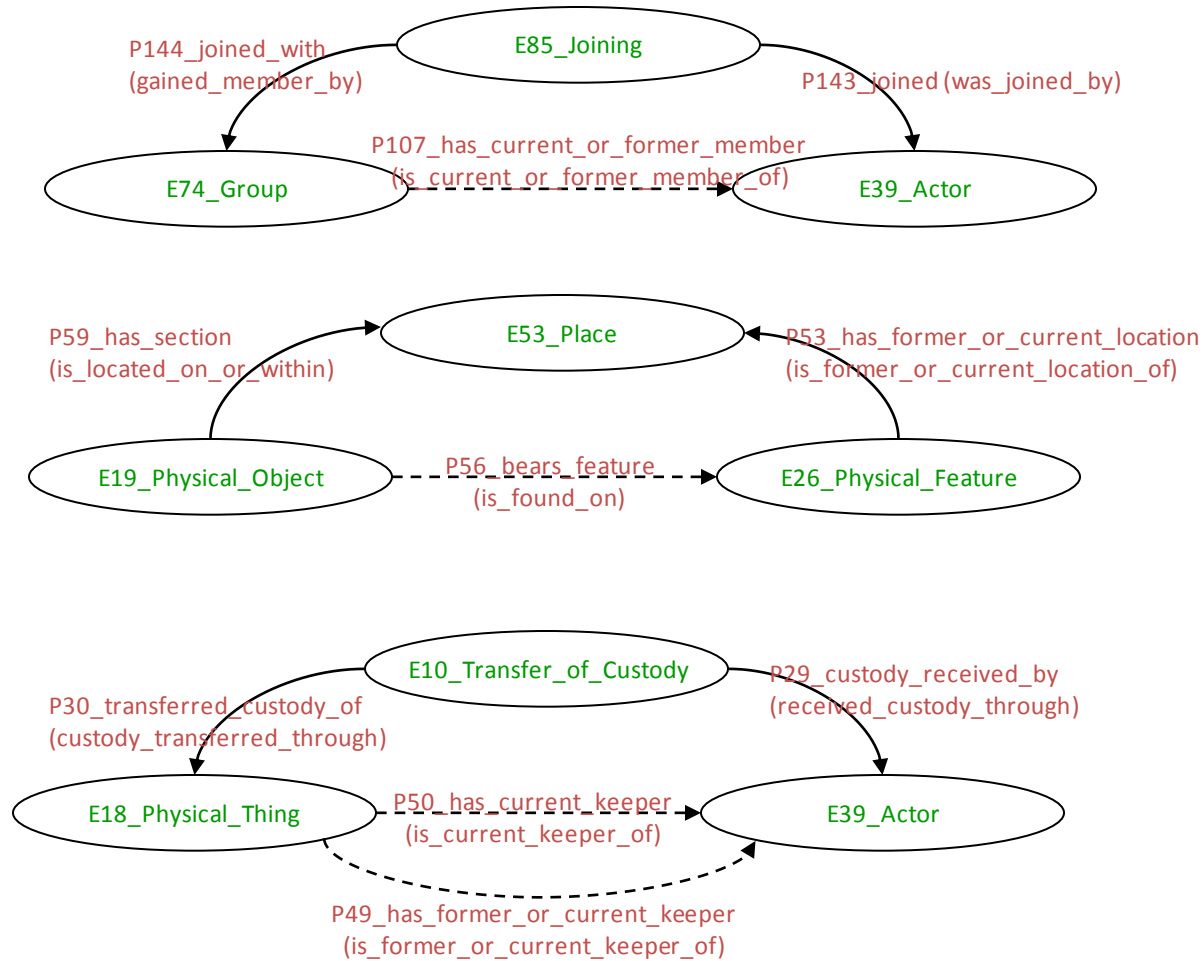 E85_Joining
P144_joined_with
(gained_member_by)
P143_joined (was_joined_by)
P107_has_current_or_former_member
(is_current_or_former_member_of)
E74_Group
E39_Actor
E53_Place
P59_has_section
(is_located_on_or_within)
P53_has_former_or_current_location
(is_former_or_current_location_of)
E19_Physical_Object
P56_bears_feature
(is_found_on)
E26_Physical_Feature
E10_Transfer_of_Custody
P30_transferred_custody_of
(custody_transferred_through)
P29_custody_received_by
(received_custody_through)
E18_Physical_Thing
P50_has_current_keeper
(is_current_keeper_of)
E39_Actor
P49_has_former_or_current_keeper
(is_former_or_current_keeper_of)